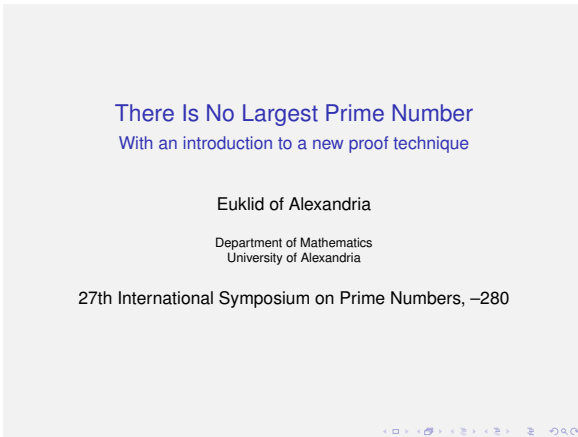 There Is No Largest Prime Number
With an introduction to a new proof technique
Euklid of Alexandria
Department of Mathematics
University of Alexandria
27th International Symposium on Prime Numbers, –280